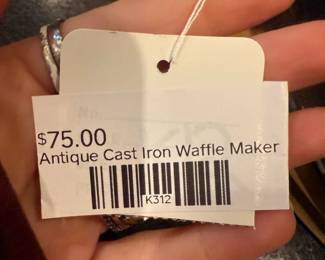 $75.00
Antique Cast Iron Waffle Maker
K312